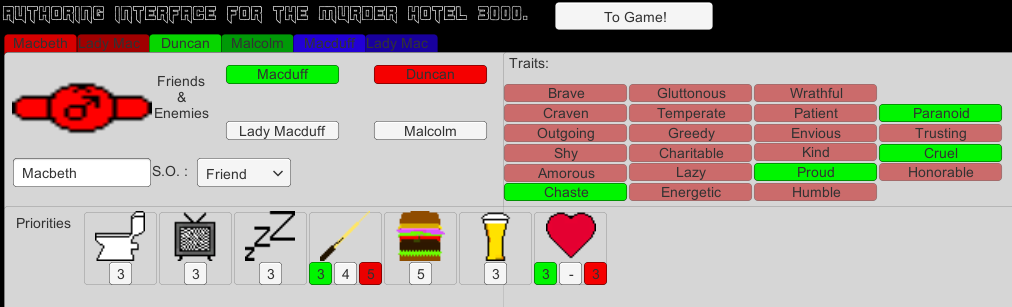 AUTHORING INTERFACE FOR THE MURDER HOTEL 3000.
To Game!
Macbeth Lady Mac Duncan Malcolm Macduff Lady Mac
Friends
&
Enemies
Macduff Duncan
Lady Macduff Malcolm
Macbeth S.O. : Friend
Traits:
Brave Gluttonous Wrathful
Craven Temperate Patient Paranoid
Outgoing Greedy Envious Trusting
Shy Charitable Kind Cruel
Amorous Lazy Proud Honorable
Chaste Energetic Humble
Priorities
zZZ
3 3 3 3 4 5 5 3 3 - 3